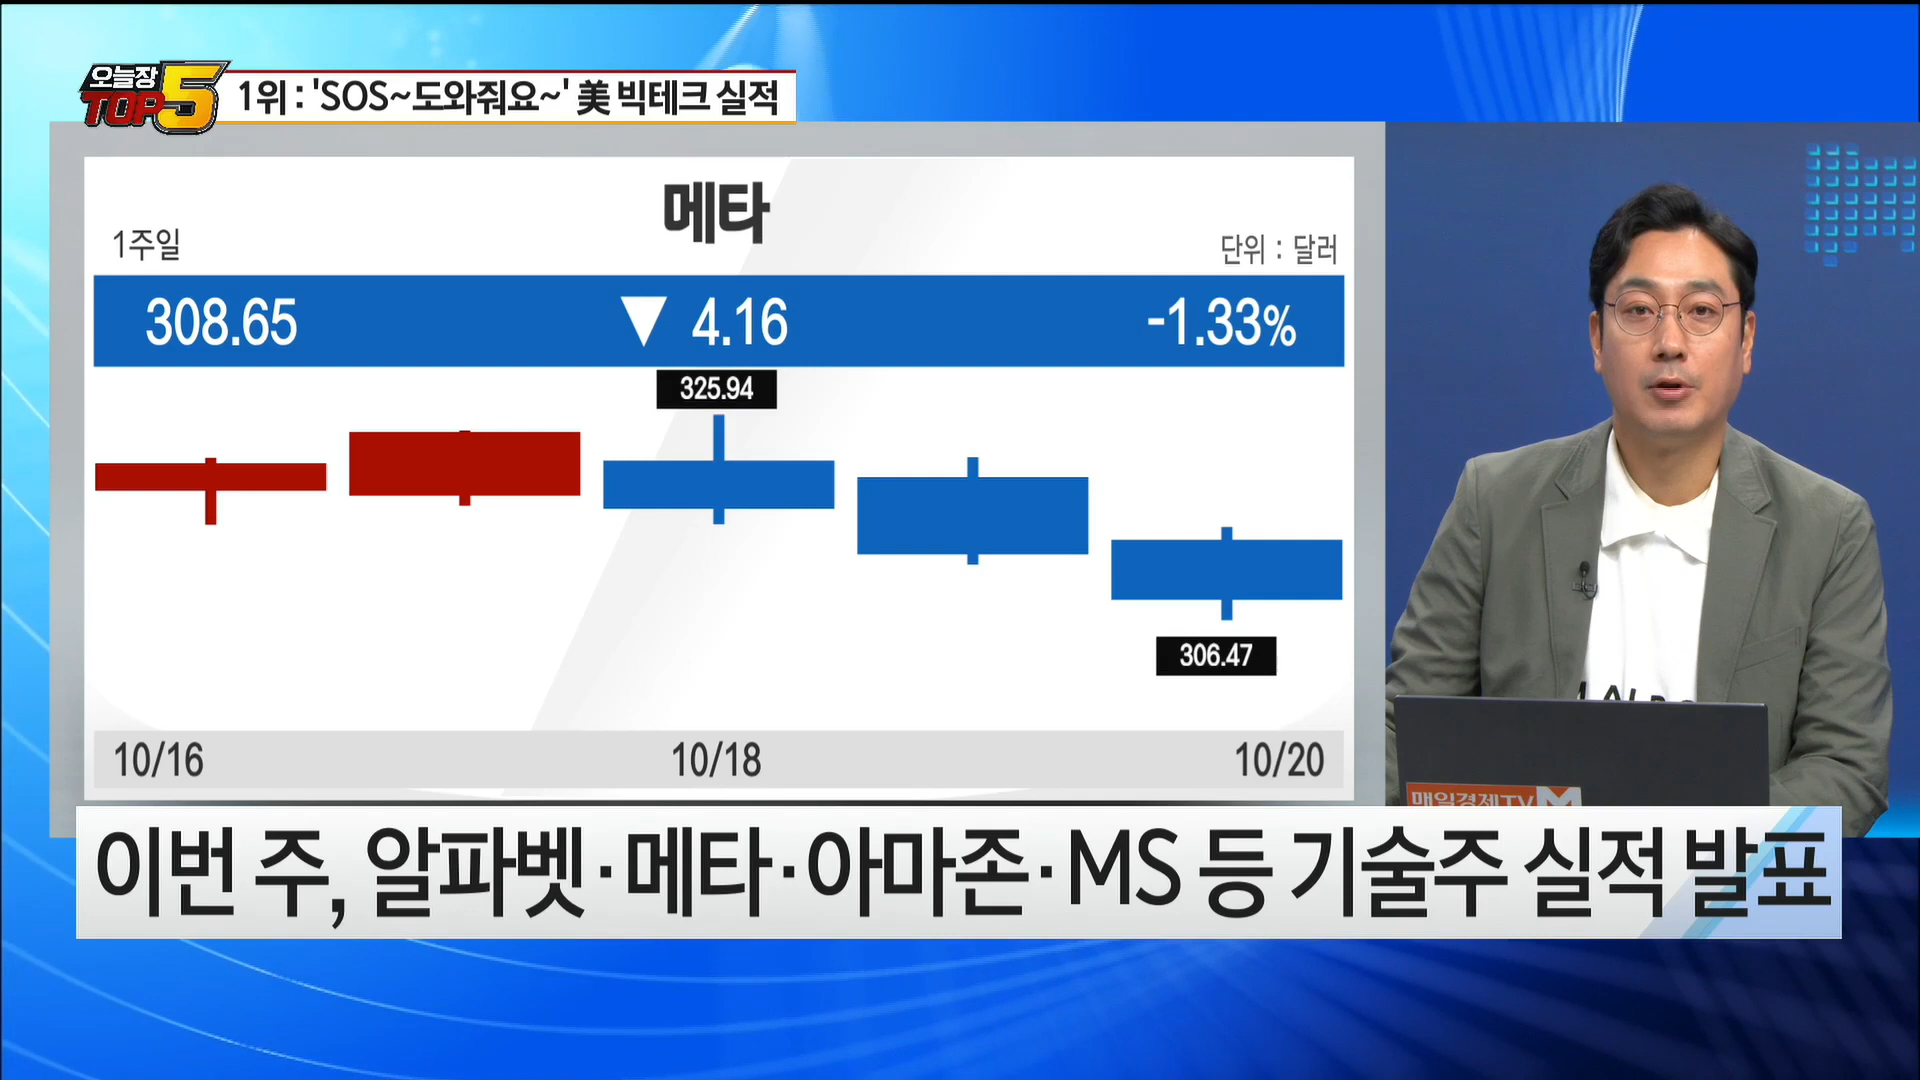 오늘장
TOP5
1위 : 'SOS~도와줘요~' 美 빅테크 실적
메타
1주일
단위 : 달러
308.65 ▼ 4.16 -1.33%
325.94
306.47
10/16 10/18 10/20
매일경제TV M
이번 주, 알파벳·메타·아마존·MS 등 기술주 실적 발표